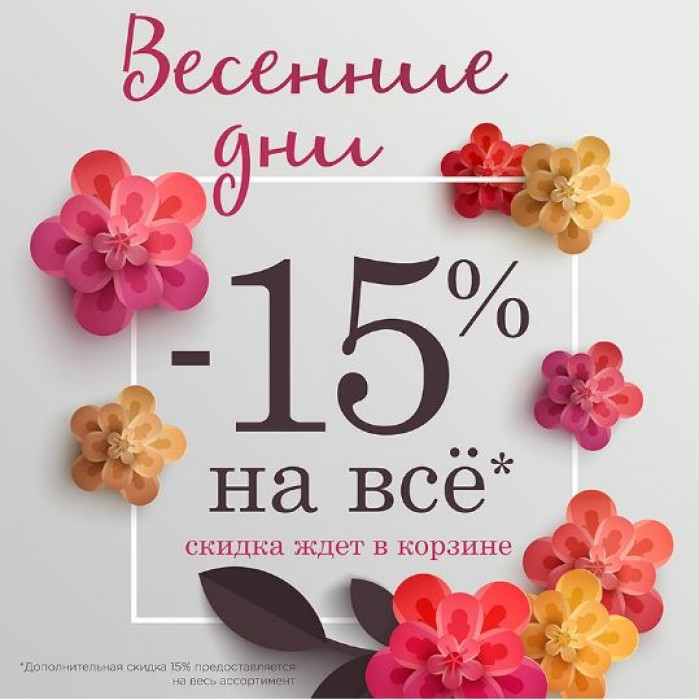 Весенние
дни
-15%
на всё*
скидка ждет в корзине
*Дополнительная скидка 15% предоставляется
на весь ассортимент